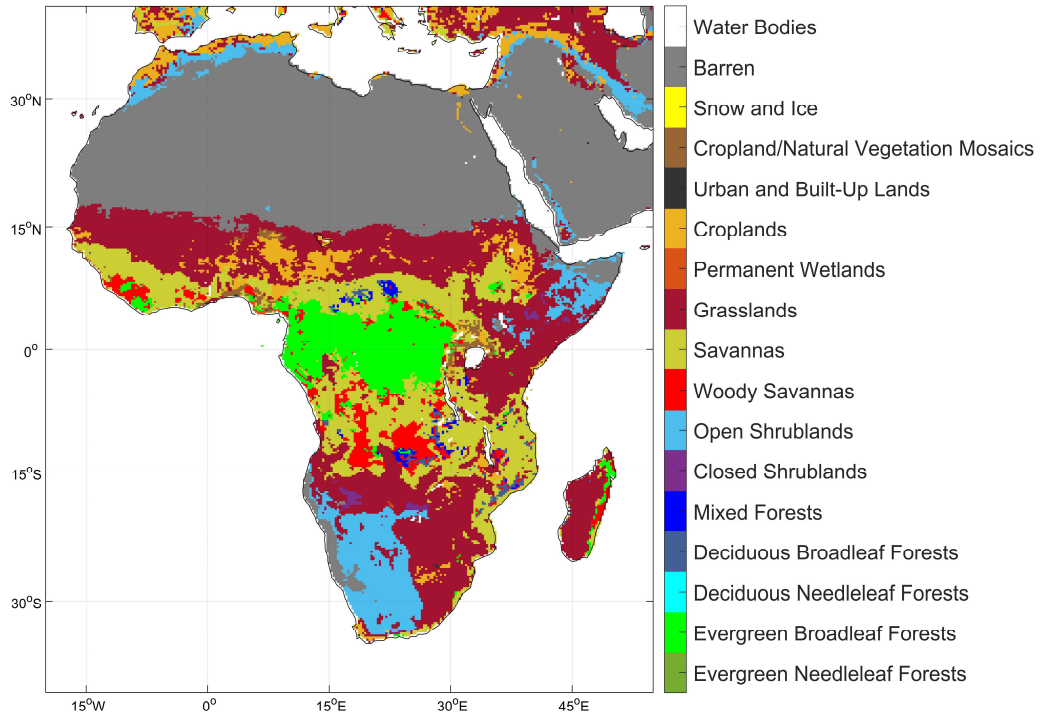 Water Bodies
Barren
Snow and Ice
Cropland/Natural Vegetation Mosaics
Urban and Built-Up Lands
Croplands
Permanent Wetlands
Grasslands
Savannas
Woody Savannas
Open Shrublands
Closed Shrublands
Mixed Forests
Deciduous Broadleaf Forests
Deciduous Needleleaf Forests
Evergreen Broadleaf Forests
Evergreen Needleleaf Forests
30°N
15°N
0°
15°S
30°S
15°W
0°
15°E
30°E
45°E